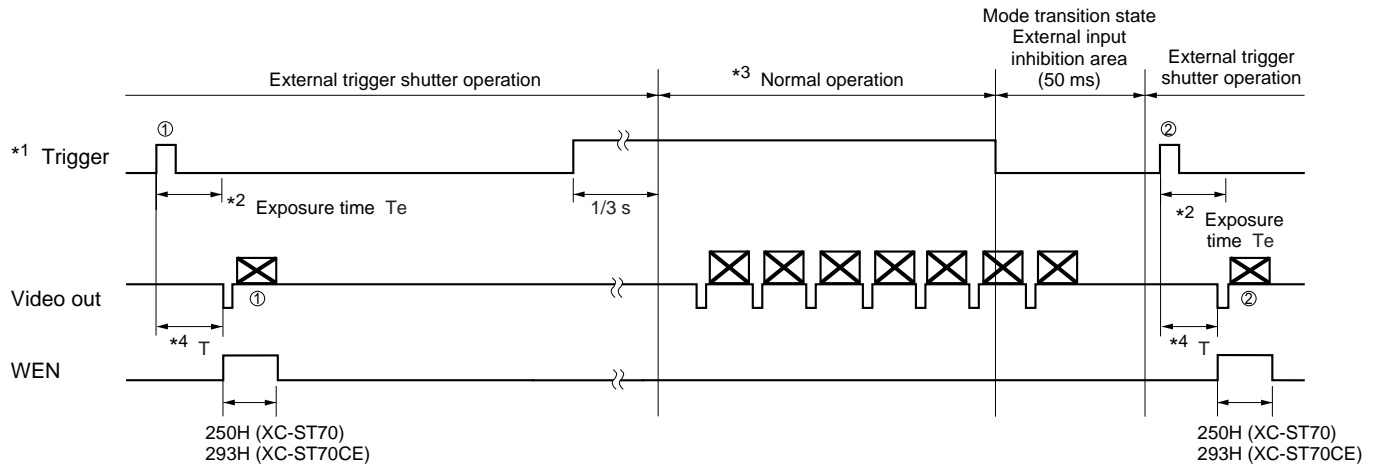 Mode transition state
External input
inhibition area
(50 ms)
External trigger
shutter operation
External trigger shutter operation
*3 Normal operation
①
②
*1 Trigger
*2 Exposure time Te
1/3 s
*2 Exposure
time Te
Video out
①
②
*4 T
*4 T
WEN
250H (XC-ST70)
293H (XC-ST70CE)
250H (XC-ST70)
293H (XC-ST70CE)